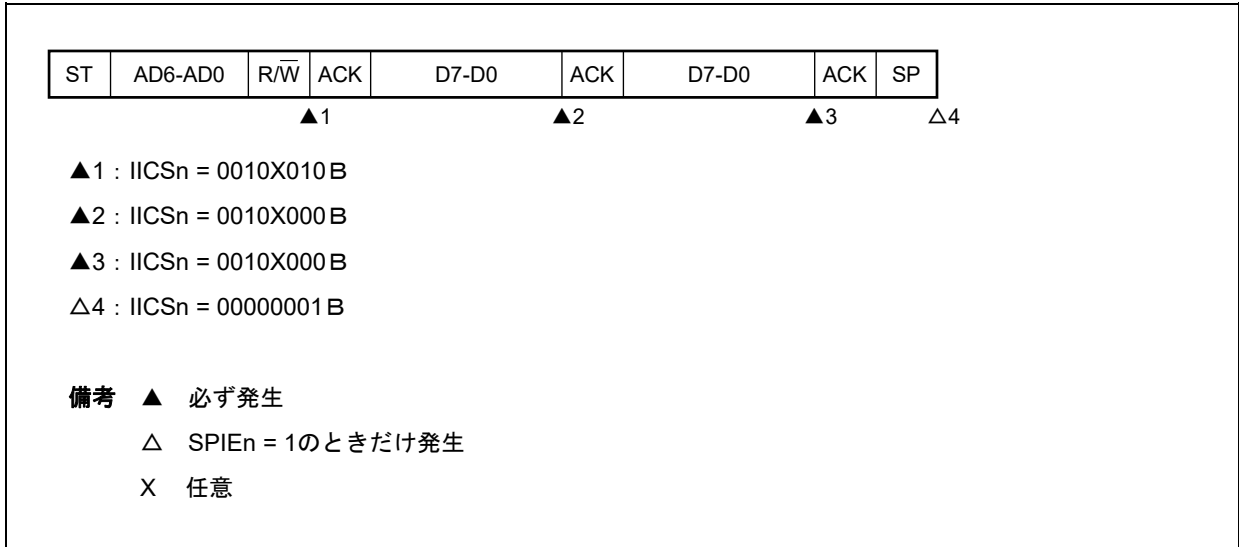 ST AD6-AD0 R/W̅ ACK D7-D0 ACK D7-D0 ACK SP
▲1 ▲2 ▲3 △4
▲1：IICSn = 0010X010Ｂ
▲2：IICSn = 0010X000Ｂ
▲3：IICSn = 0010X000Ｂ
△4：IICSn = 00000001Ｂ
備考 ▲ 必ず発生
△ SPIEn = 1のときだけ発生
X 任意